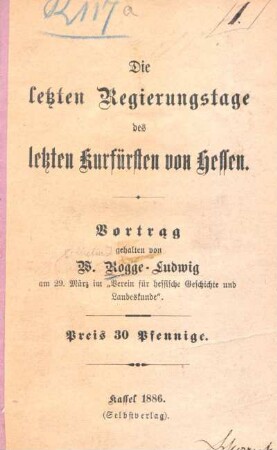 K 117a
1.
Die
letzten Regierungstage
des
letzten Kurfürsten von Hessen.
Vortrag
gehalten von
W. Rogge-Ludwig
am 29. März im „Verein für hessische Geschichte und
Landeskunde".
Preis 30 Pfennige.
Kassel 1886.
(Selbstverlag).